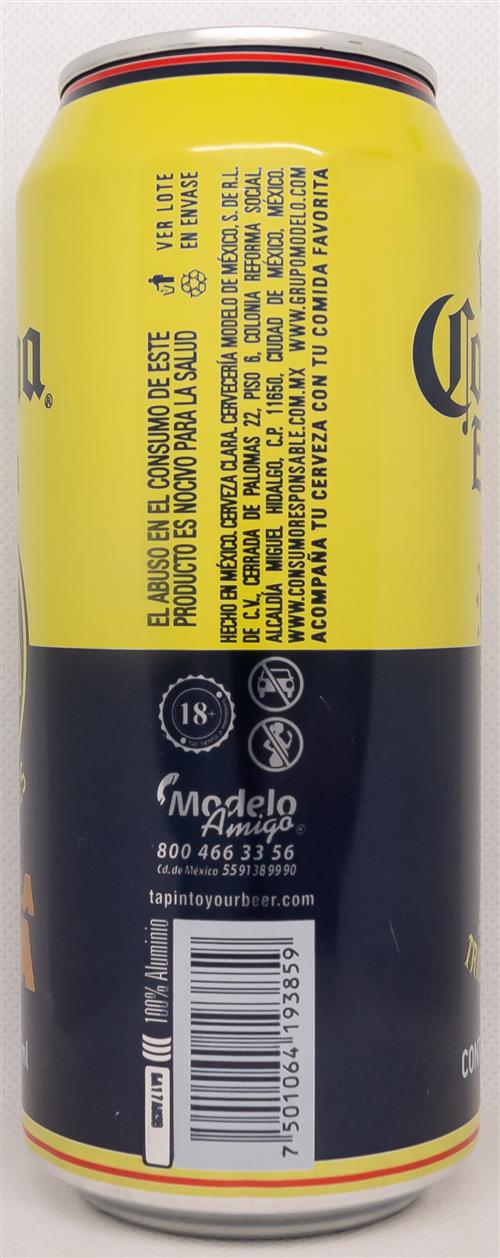 EL ABUSO EN EL CONSUMO DE ESTE
PRODUCTO ES NOCIVO PARA LA SALUD
VER LOTE
EN ENVASE
HECHO EN MÉXICO. CERVEZA CLARA. CERVECERÍA MODELO DE MÉXICO, S. DE R.L.
DE C.V., CERRADA DE PALOMAS 22, PISO 6, COLONIA REFORMA SOCIAL,
ALCALDÍA MIGUEL HIDALGO, C.P. 11650, CIUDAD DE MÉXICO, MÉXICO.
WWW.CONSUMORESPONSABLE.COM.MX WWW.GRUPOMODELO.COM
ACOMPAÑA TU CERVEZA CON TU COMIDA FAVORITA
18+
Modelo
Amigo®
800 466 33 56
Cd. de México 5591389990
tapintoyourbeer.com
100% Aluminio
7 501064 193859